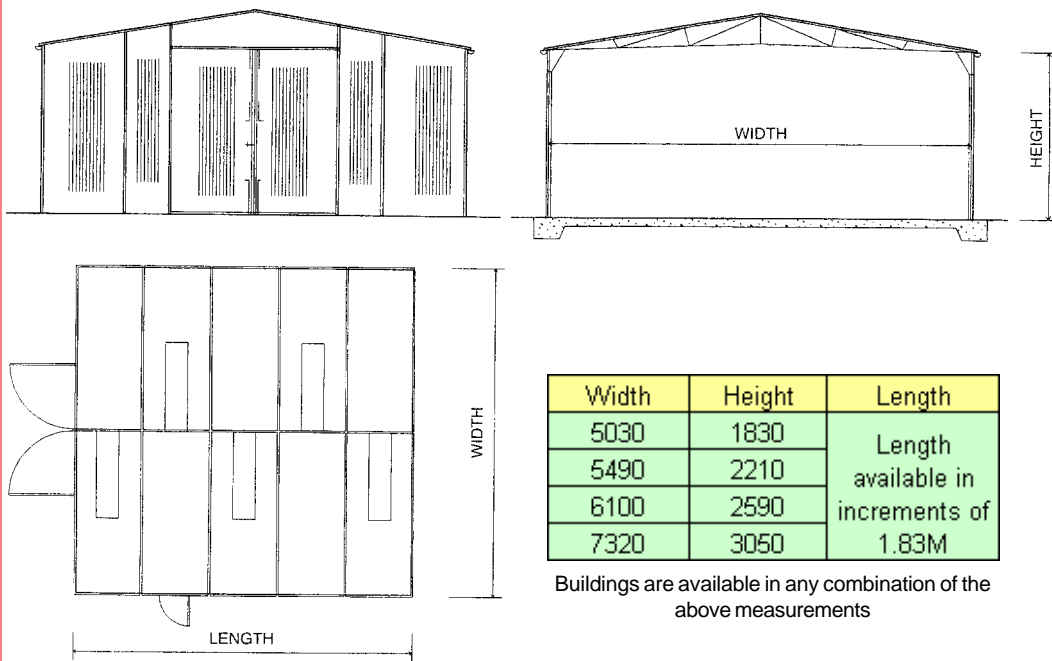 WIDTH
HEIGHT
WIDTH
LENGTH
Width Height Length
5030 1830
5490 2210
6100 2590
7320 3050
Length
available in
increments of
1.83M
Buildings are available in any combination of the
above measurements